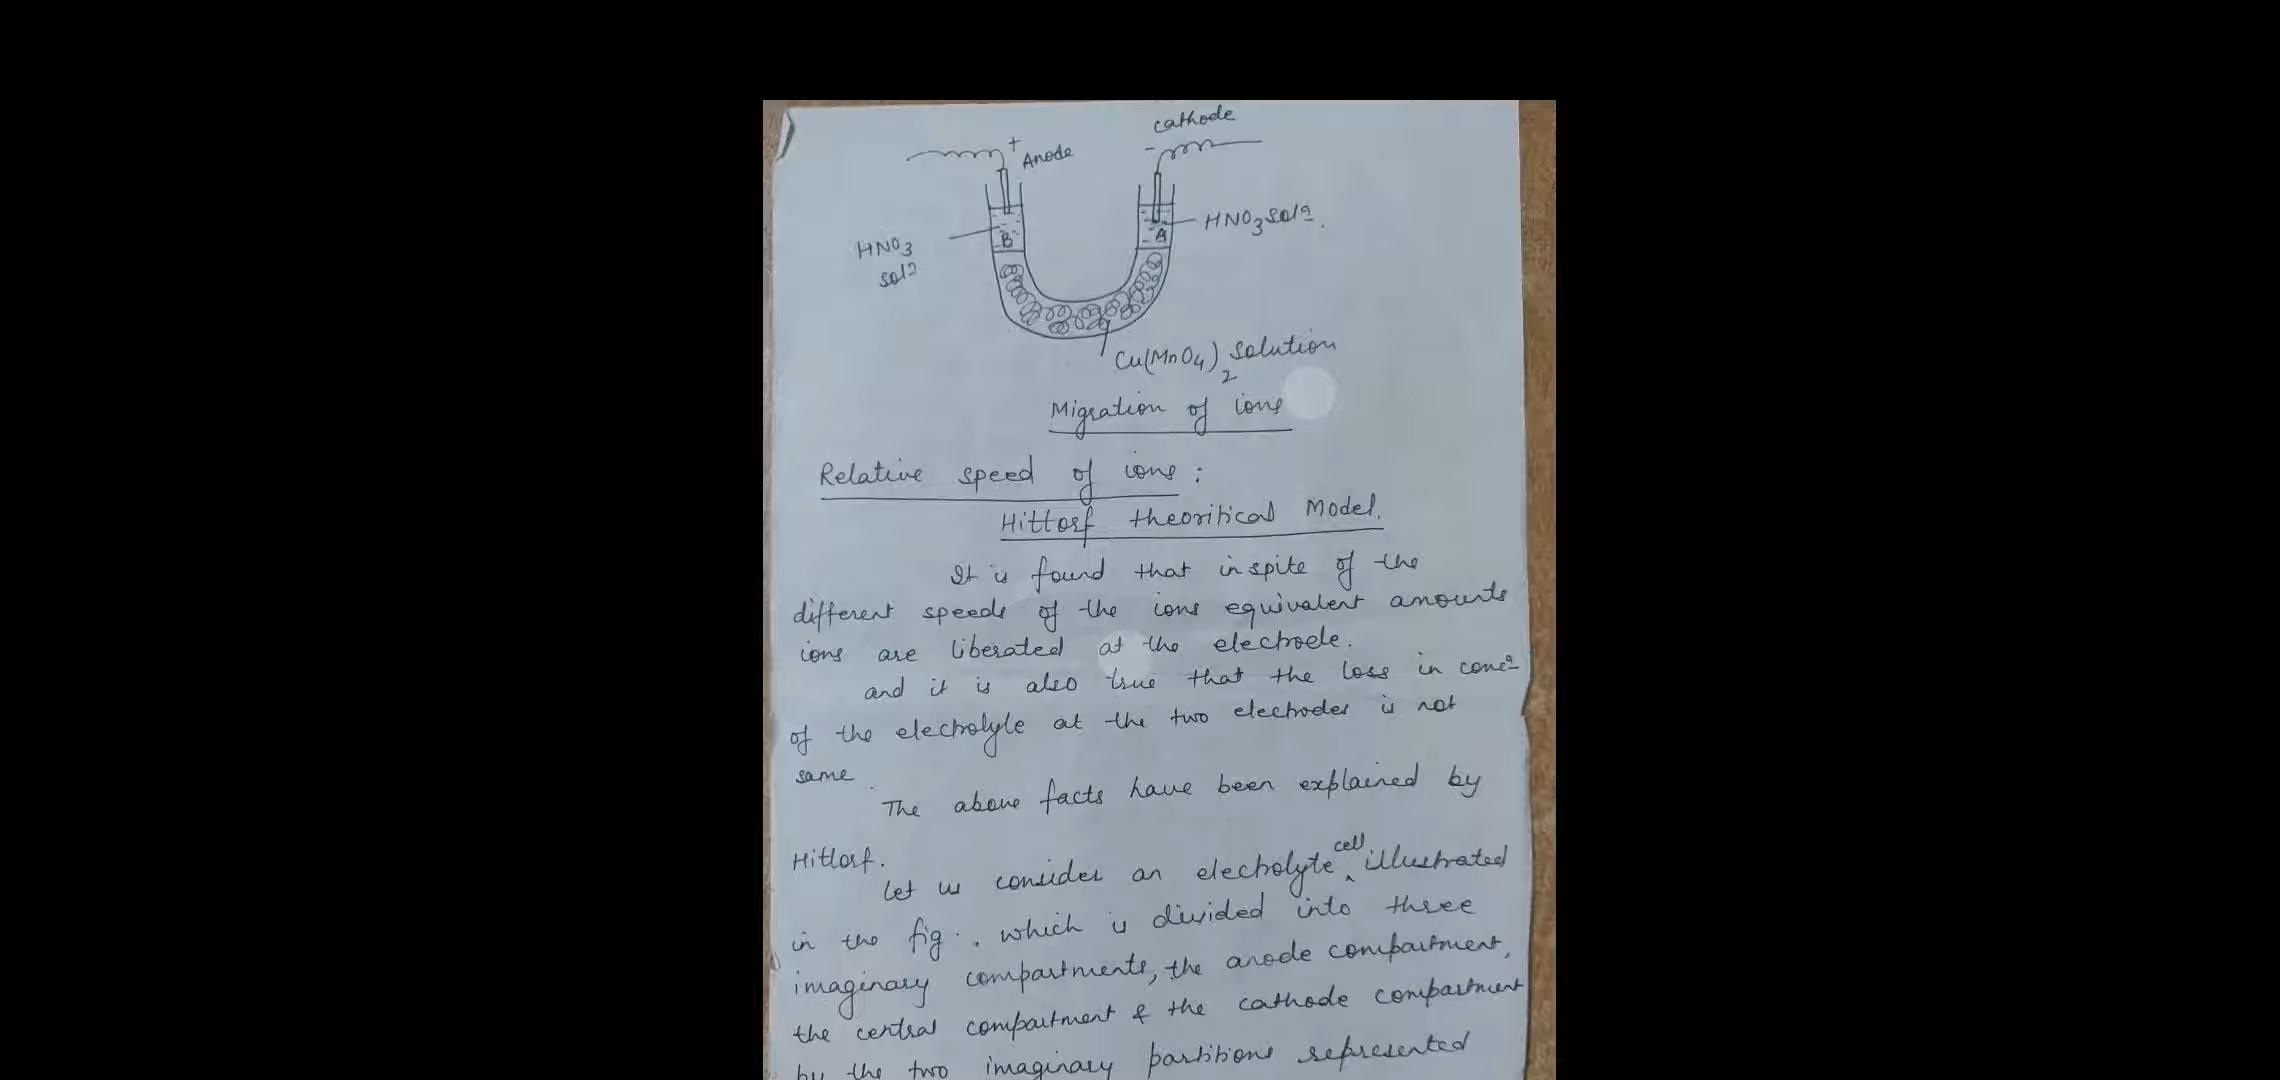 cathode
+
Anode
-
HNO3 solⁿ.
HNO3
solⁿ
B
A
Cu(MnO4)2 solution
Migration of ions
Relative speed of ions :
Hittorf theoritical Model.
It is found that inspite of the
different speeds of the ions equivalent amounts
ions are liberated at the electrode.
and it is also true that the loss in concⁿ
of the electrolyte at the two electrodes is not
same.
The above facts have been explained by
Hittorf.
Let us consider an electrolyte cell illustrated
in the fig. . which is divided into three
imaginary compartments, the anode compartment,
the central compartment & the cathode compartment
by the two imaginary partitions represented